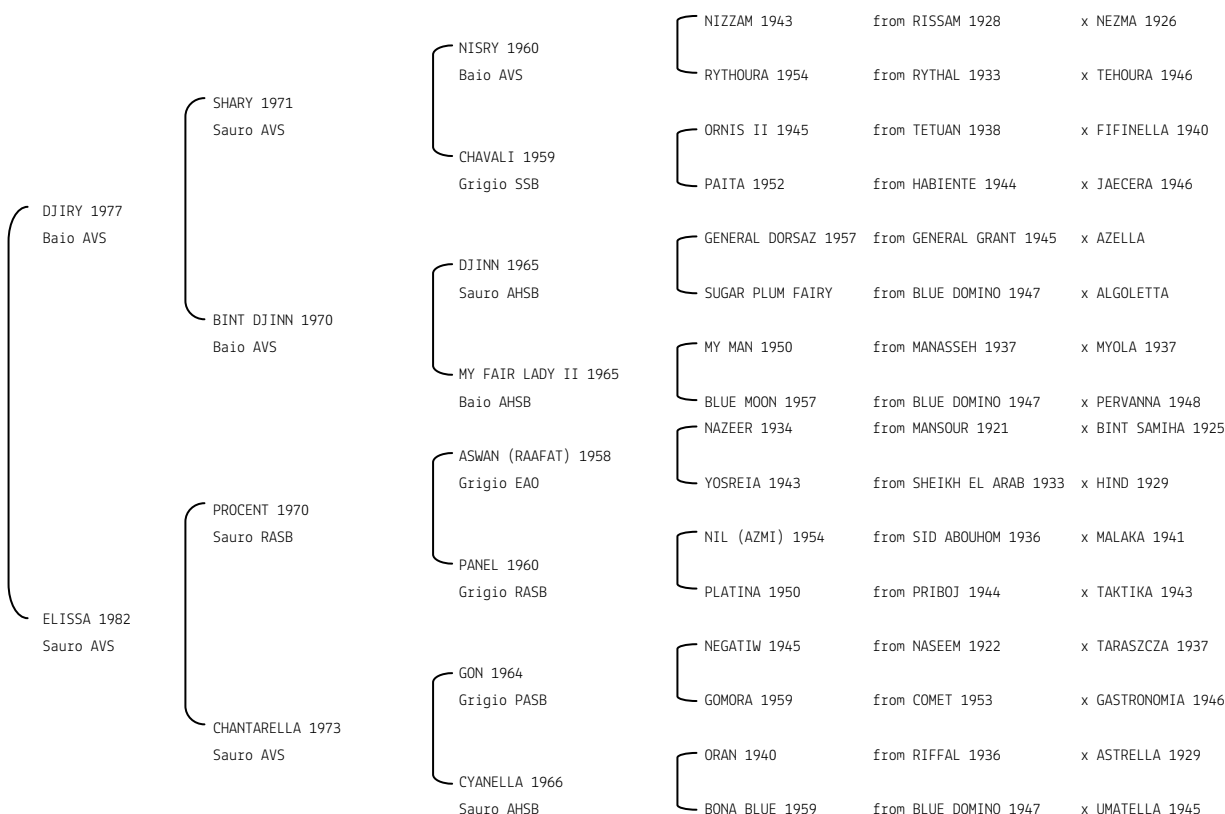 NIZZAM 1943 from RISSAM 1928 x NEZMA 1926
NISRY 1960
Baio AVS
RYTHOURA 1954 from RYTHAL 1933 x TEHOURA 1946
SHARY 1971
Sauro AVS
ORNIS II 1945 from TETUAN 1938 x FIFINELLA 1940
CHAVALI 1959
Grigio SSB
PAITA 1952 from HABIENTE 1944 x JAECERA 1946
DJIRY 1977
Baio AVS
GENERAL DORSAZ 1957 from GENERAL GRANT 1945 x AZELLA
DJINN 1965
Sauro AHSB
SUGAR PLUM FAIRY from BLUE DOMINO 1947 x ALGOLETTA
BINT DJINN 1970
Baio AVS
MY MAN 1950 from MANASSEH 1937 x MYOLA 1937
MY FAIR LADY II 1965
Baio AHSB
BLUE MOON 1957 from BLUE DOMINO 1947 x PERVANNA 1948
NAZEER 1934 from MANSOUR 1921 x BINT SAMIHA 1925
ASWAN (RAAFAT) 1958
Grigio EAO
YOSREIA 1943 from SHEIKH EL ARAB 1933 x HIND 1929
PROCENT 1970
Sauro RASB
NIL (AZMI) 1954 from SID ABOUHOM 1936 x MALAKA 1941
PANEL 1960
Grigio RASB
PLATINA 1950 from PRIBOJ 1944 x TAKTIKA 1943
ELISSA 1982
Sauro AVS
NEGATIW 1945 from NASEEM 1922 x TARASZCZA 1937
GON 1964
Grigio PASB
GOMORA 1959 from COMET 1953 x GASTRONOMIA 1946
CHANTARELLA 1973
Sauro AVS
ORAN 1940 from RIFFAL 1936 x ASTRELLA 1929
CYANELLA 1966
Sauro AHSB
BONA BLUE 1959 from BLUE DOMINO 1947 x UMATELLA 1945